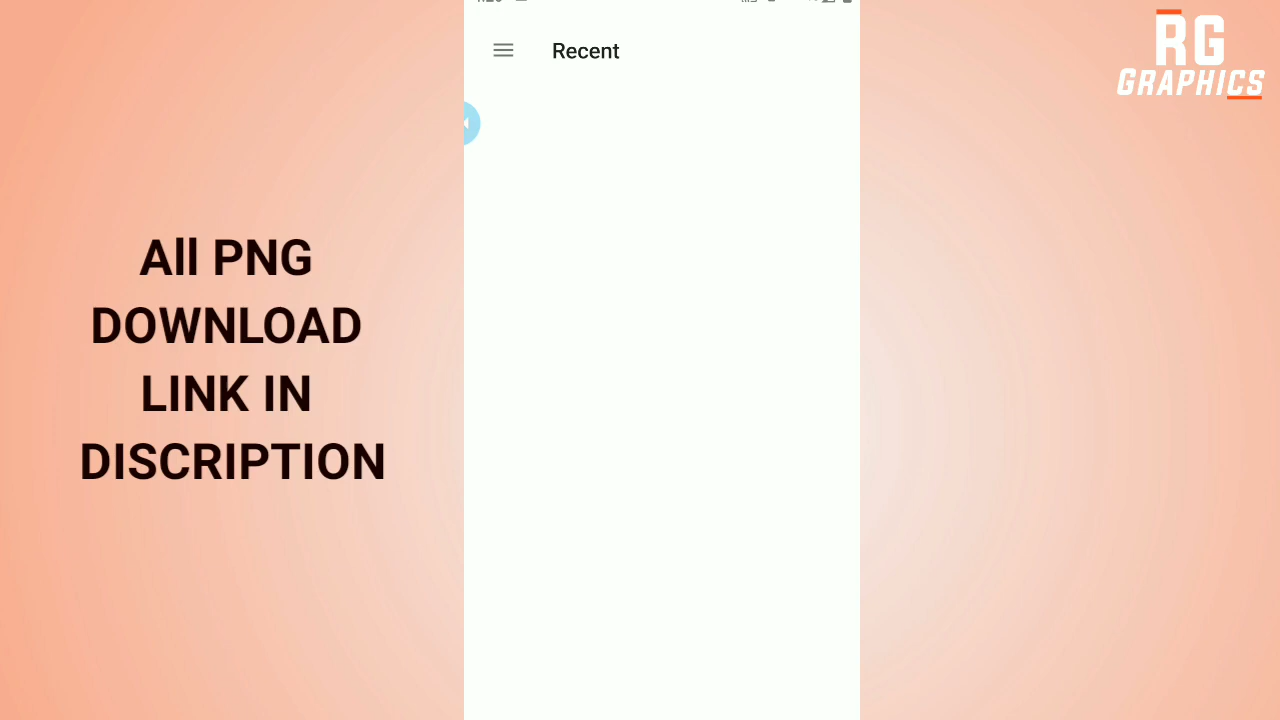 Recent
RG
GRAPHICS
All PNG
DOWNLOAD
LINK IN
DISCRIPTION